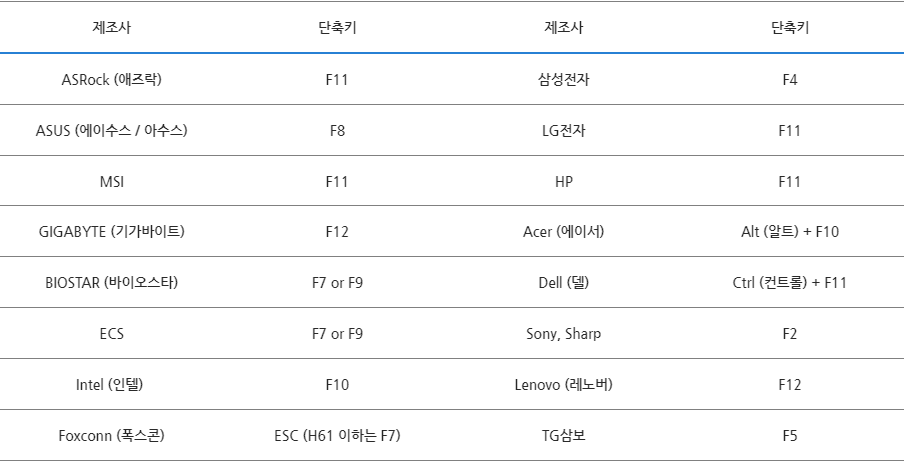 제조사 단축키 제조사 단축키
ASRock (애즈락) F11 삼성전자 F4
ASUS (에이수스 / 아수스) F8 LG전자 F11
MSI F11 HP F11
GIGABYTE (기가바이트) F12 Acer (에이서) Alt (알트) + F10
BIOSTAR (바이오스타) F7 or F9 Dell (델) Ctrl (컨트롤) + F11
ECS F7 or F9 Sony, Sharp F2
Intel (인텔) F10 Lenovo (레노버) F12
Foxconn (폭스콘) ESC (H61 이하는 F7) TG삼보 F5